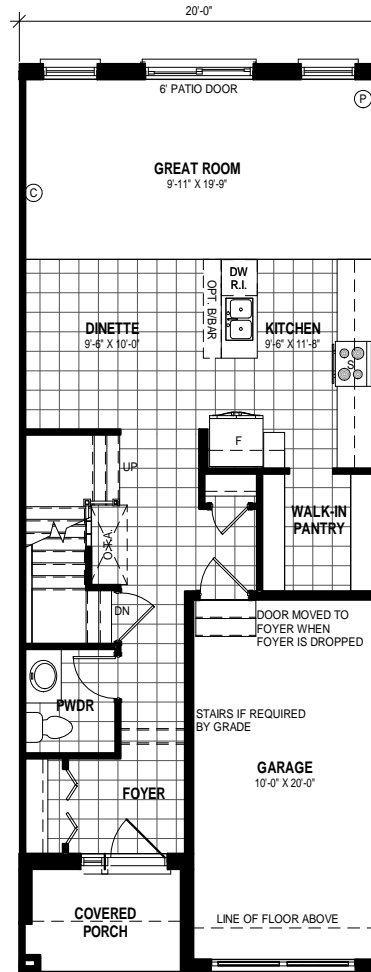 20'-0"
6' PATIO DOOR
P
GREAT ROOM
9'-11" X 19'-9"
C
DW
R.I.
OPT. B/BAR
DINETTE
9'-6" X 10'-0"
KITCHEN
9'-6" X 11'-8"
S
F
UP
WALK-IN
PANTRY
O.T.A.
DN
DOOR MOVED TO
FOYER WHEN
FOYER IS DROPPED
PWDR
STAIRS IF REQUIRED
BY GRADE
GARAGE
10'-0" X 20'-0"
FOYER
COVERED
PORCH
LINE OF FLOOR ABOVE